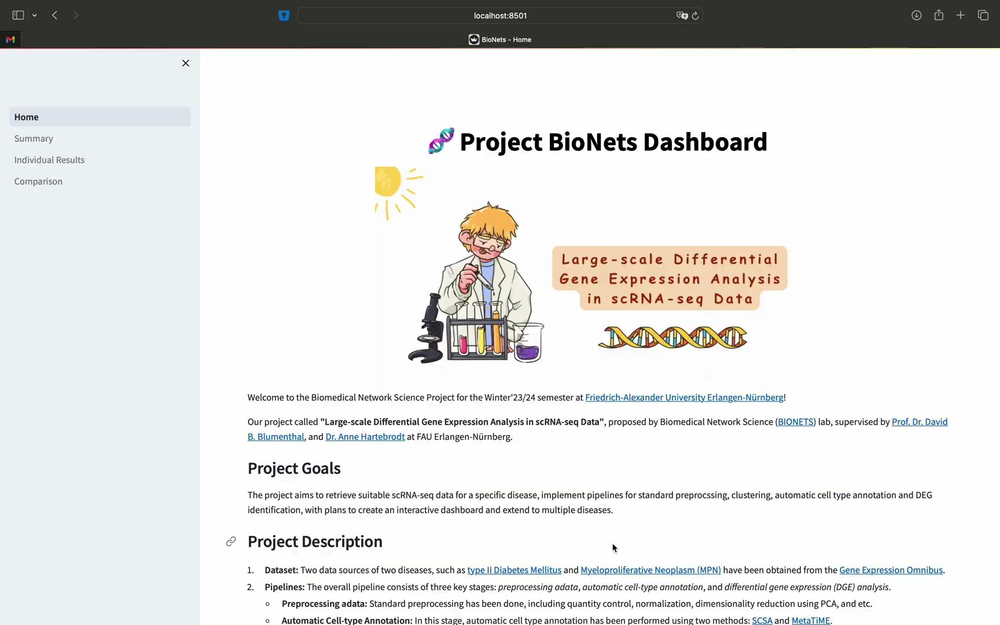 localhost:8501
BioNets - Home
Home
Summary
Individual Results
Comparison
Project BioNets Dashboard
Large-scale Differential
Gene Expression Analysis
in scRNA-seq Data
Welcome to the Biomedical Network Science Project for the Winter'23/24 semester at Friedrich-Alexander University Erlangen-Nürnberg!
Our project called "Large-scale Differential Gene Expression Analysis in scRNA-seq Data", proposed by Biomedical Network Science (BIONETS) lab, supervised by Prof. Dr. David
B. Blumenthal, and Dr. Anne Hartebrodt at FAU Erlangen-Nürnberg.
Project Goals
The project aims to retrieve suitable scRNA-seq data for a specific disease, implement pipelines for standard preprocssing, clustering, automatic cell type annotation and DEG
identification, with plans to create an interactive dashboard and extend to multiple diseases.
Project Description
1. Dataset: Two data sources of two diseases, such as type II Diabetes Mellitus and Myeloproliferative Neoplasm (MPN) have been obtained from the Gene Expression Omnibus.
2. Pipelines: The overall pipeline consists of three key stages: preprocessing adata, automatic cell-type annotation, and differential gene expression (DGE) analysis.
Preprocessing adata: Standard preprocessing has been done, including quantity control, normalization, dimensionality reduction using PCA, and etc.
Automatic Cell-type Annotation: In this stage, automatic cell type annotation has been performed using two methods: SCSA and MetaTiME.